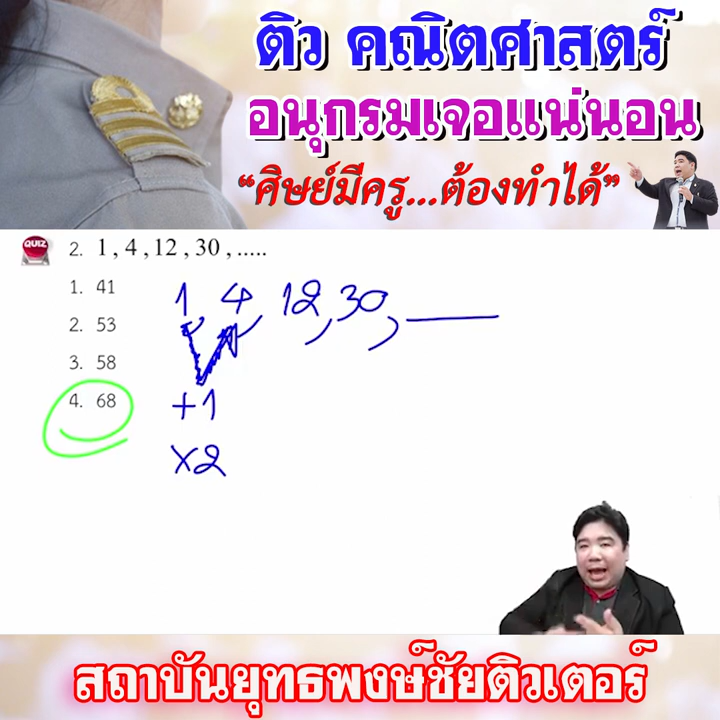 ติว คณิตศาสตร์
อนุกรมเจอแน่นอน
“ศิษย์มีครู...ต้องทำได้”
QUIZ
2. 1 , 4 , 12 , 30 , .....
1. 41
2. 53
3. 58
4. 68
1, 4, 12, 30, ____
+1
×2
สถาบันยุทธพงษ์ชัยติวเตอร์